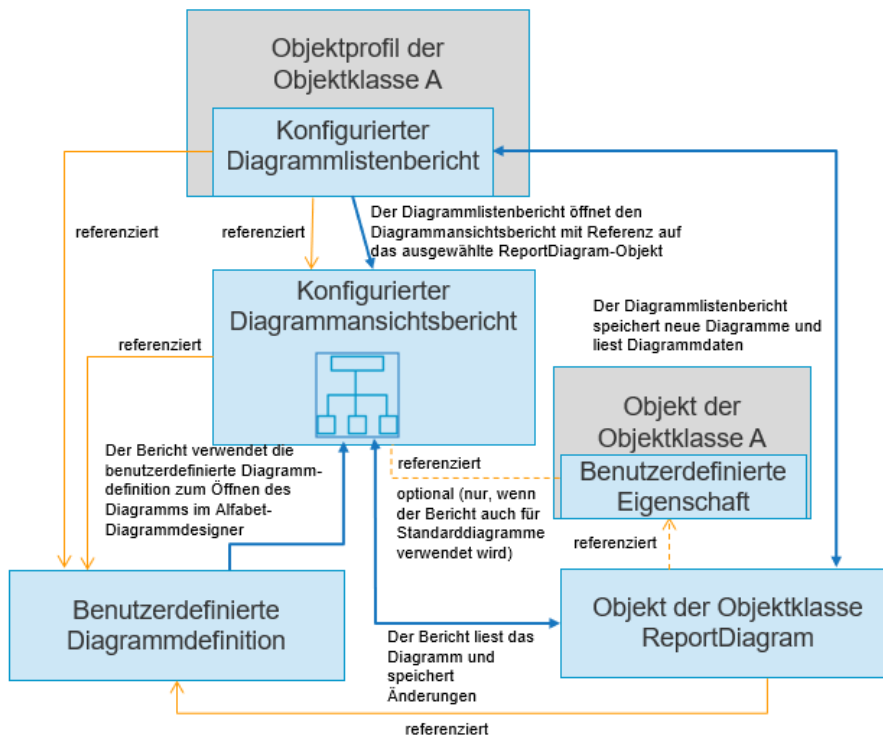 Objektprofil der
Objektklasse A
Konfigurierter
Diagrammlistenbericht
referenziert
referenziert
Der Diagrammlistenbericht öffnet den
Diagrammansichtsbericht mit Referenz auf
das ausgewählte ReportDiagram-Objekt
Konfigurierter
Diagrammansichtsbericht
Der Diagrammlistenbericht
speichert neue Diagramme und
liest Diagrammdaten
referenziert
Objekt der
Objektklasse A
Benutzerdefinierte
Eigenschaft
Der Bericht verwendet die
benutzerdefinierte Diagramm-
definition zum Öffnen des
Diagramms im Alfabet-
Diagrammdesigner
referenziert
optional (nur, wenn
der Bericht auch für
Standarddiagramme
verwendet wird)
referenziert
Benutzerdefinierte
Diagrammdefinition
Objekt der Objektklasse
ReportDiagram
Der Bericht liest das
Diagramm und
speichert
Änderungen
referenziert